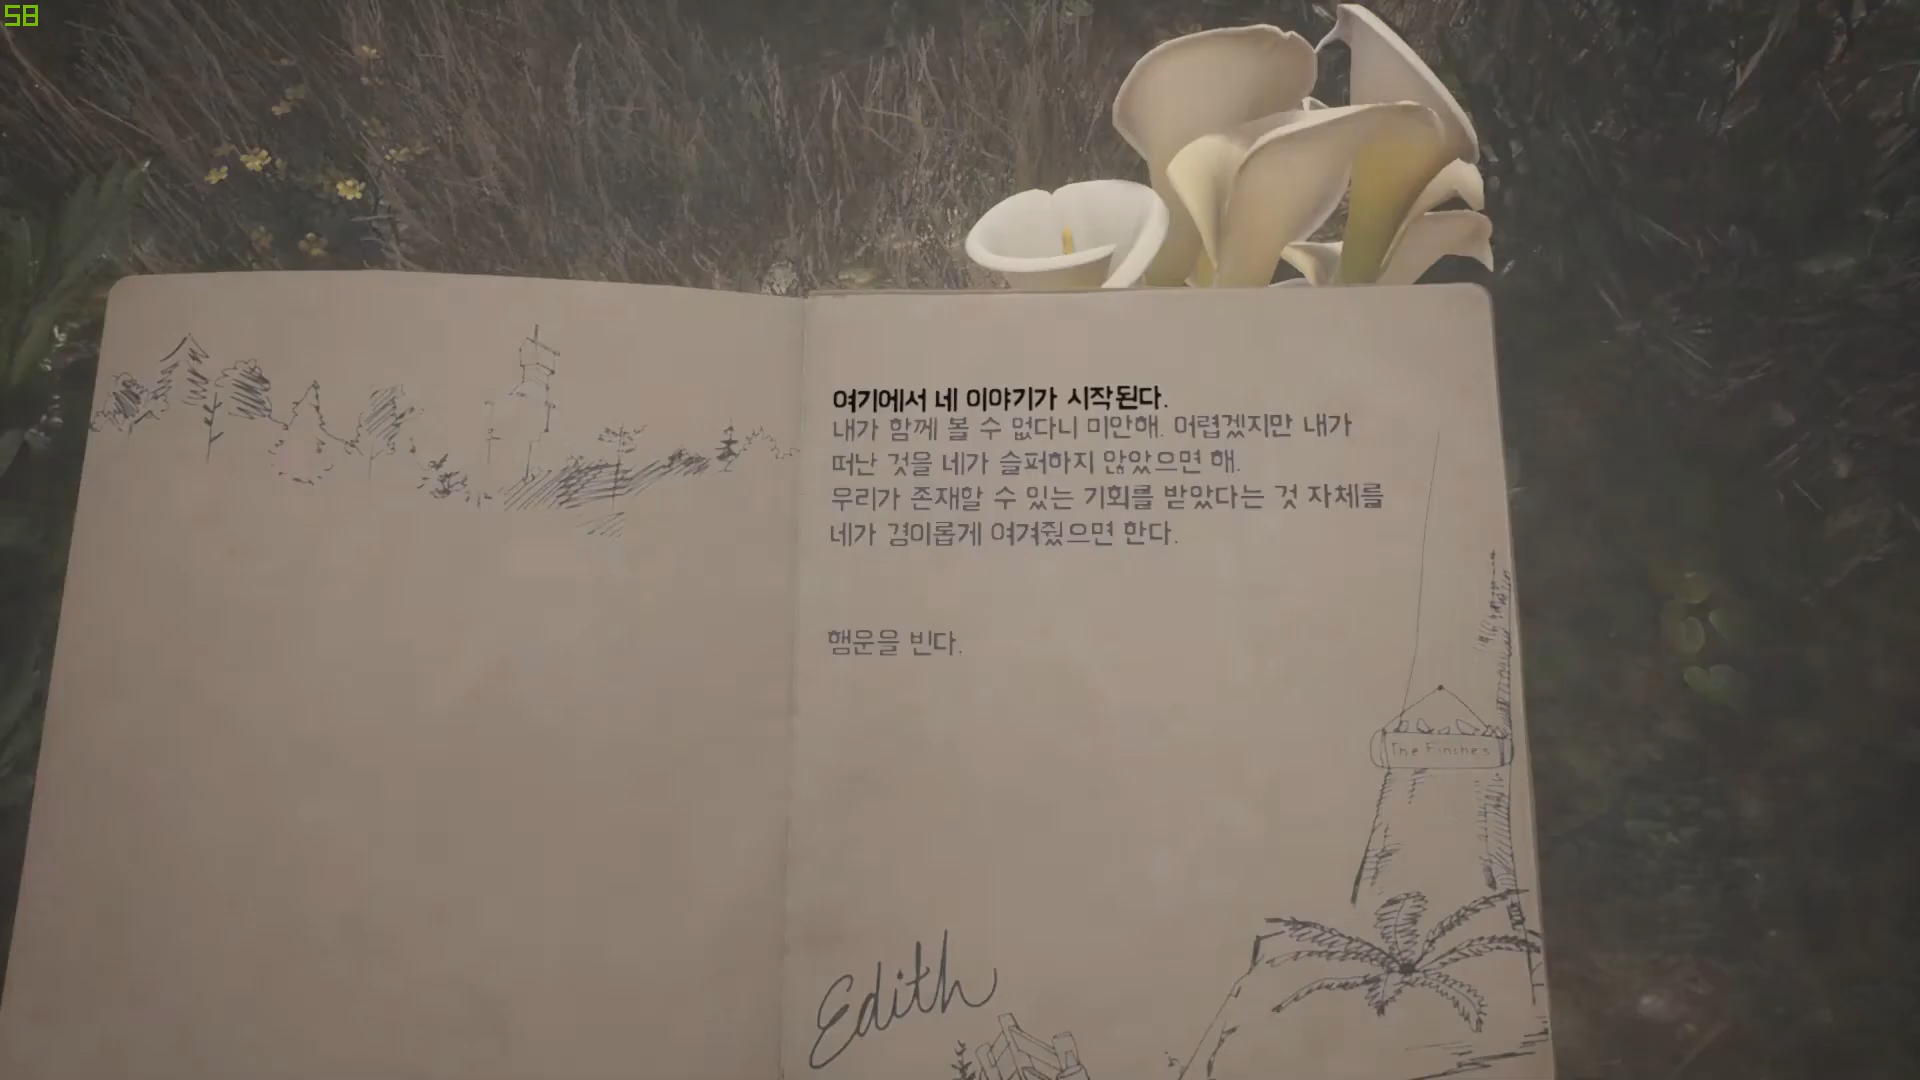 58
여기에서 네 이야기가 시작된다.
내가 함께 볼 수 없다니 미안해. 어렵겠지만 내가
떠난 것을 네가 슬퍼하지 않았으면 해.
우리가 존재할 수 있는 기회를 받았다는 것 자체를
네가 경이롭게 여겨줬으면 한다.
행운을 빈다.
The Finches
Edith